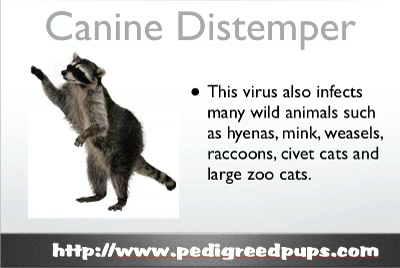 Canine Distemper
• This virus also infects
many wild animals such
as hyenas, mink, weasels,
raccoons, civet cats and
large zoo cats.
http://www.pedigreedpups.com